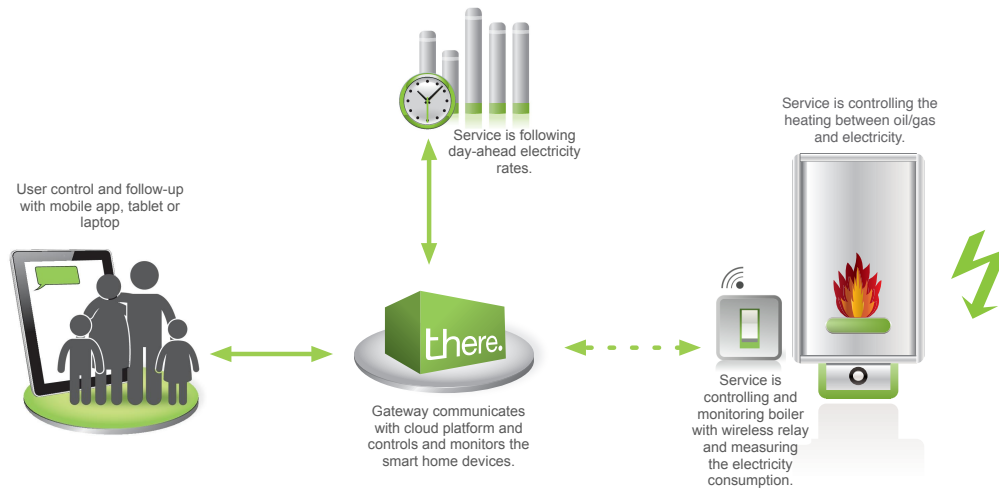 Service is following
day-ahead electricity
rates.
Service is controlling the
heating between oil/gas
and electricity.
User control and follow-up
with mobile app, tablet or
laptop
there.
Gateway communicates
with cloud platform and
controls and monitors the
smart home devices.
Service is
controlling and
monitoring boiler
with wireless relay
and measuring
the electricity
consumption.